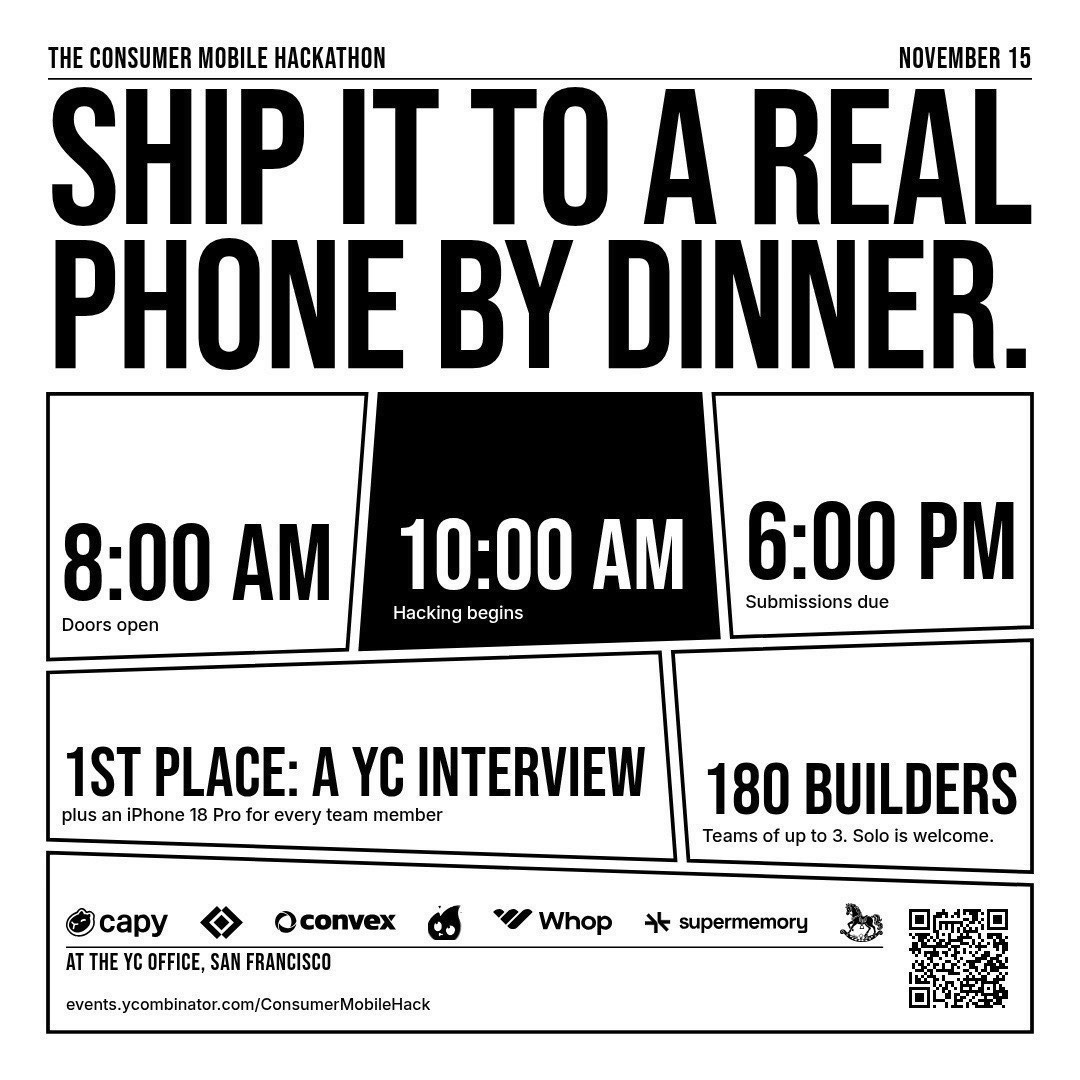 THE CONSUMER MOBILE HACKATHON
NOVEMBER 15
SHIP IT TO A REAL
PHONE BY DINNER.
8:00 AM
Doors open
10:00 AM
Hacking begins
6:00 PM
Submissions due
1ST PLACE: A YC INTERVIEW
plus an iPhone 18 Pro for every team member
180 BUILDERS
Teams of up to 3. Solo is welcome.
capy
convex
Whop
supermemory
AT THE YC OFFICE, SAN FRANCISCO
events.ycombinator.com/ConsumerMobileHack